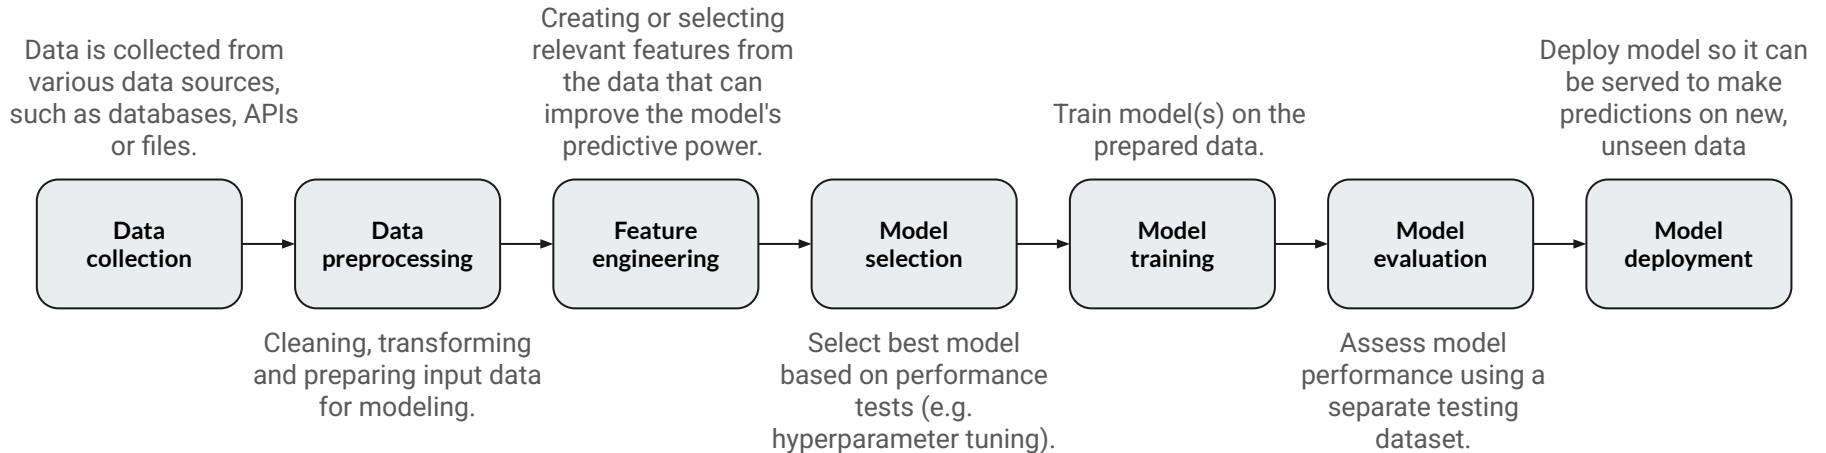 Data is collected from
various data sources,
such as databases, APIs
or files.
Data
collection
Data
preprocessing
Cleaning, transforming
and preparing input data
for modeling.
Creating or selecting
relevant features from
the data that can
improve the model's
predictive power.
Feature
engineering
Model
selection
Select best model
based on performance
tests (e.g.
hyperparameter tuning).
Train model(s) on the
prepared data.
Model
training
Model
evaluation
Assess model
performance using a
separate testing
dataset.
Deploy model so it can
be served to make
predictions on new,
unseen data
Model
deployment